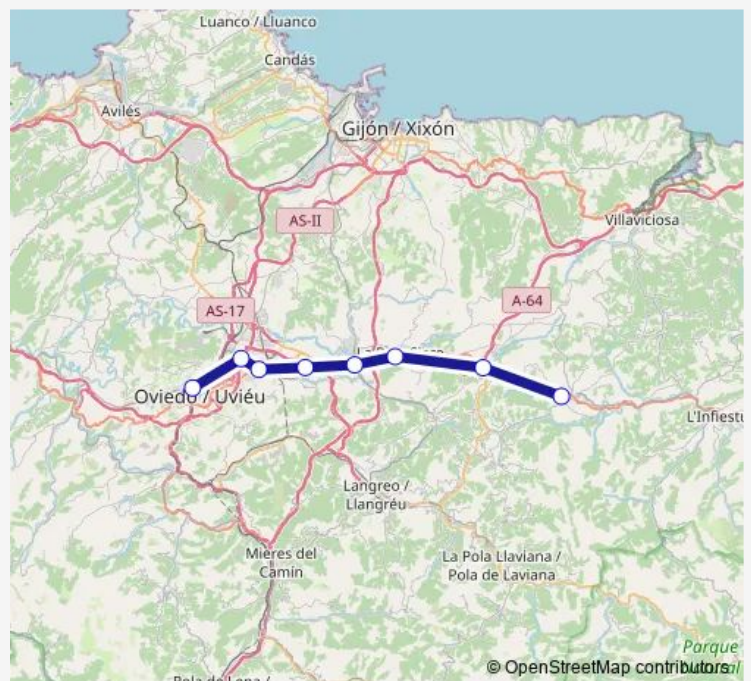 Luanco / Lluanco
Candás
Avilés
Gijón / Xixón
AS-II
Villaviciosa
A-64
AS-17
Oviedo / Uviéu
L'Infiestu
Langreo /
Llangréu
Mieres del
Camín
La Pola Llaviana /
Pola de Laviana
Parque
© OpenStreetMap contributors